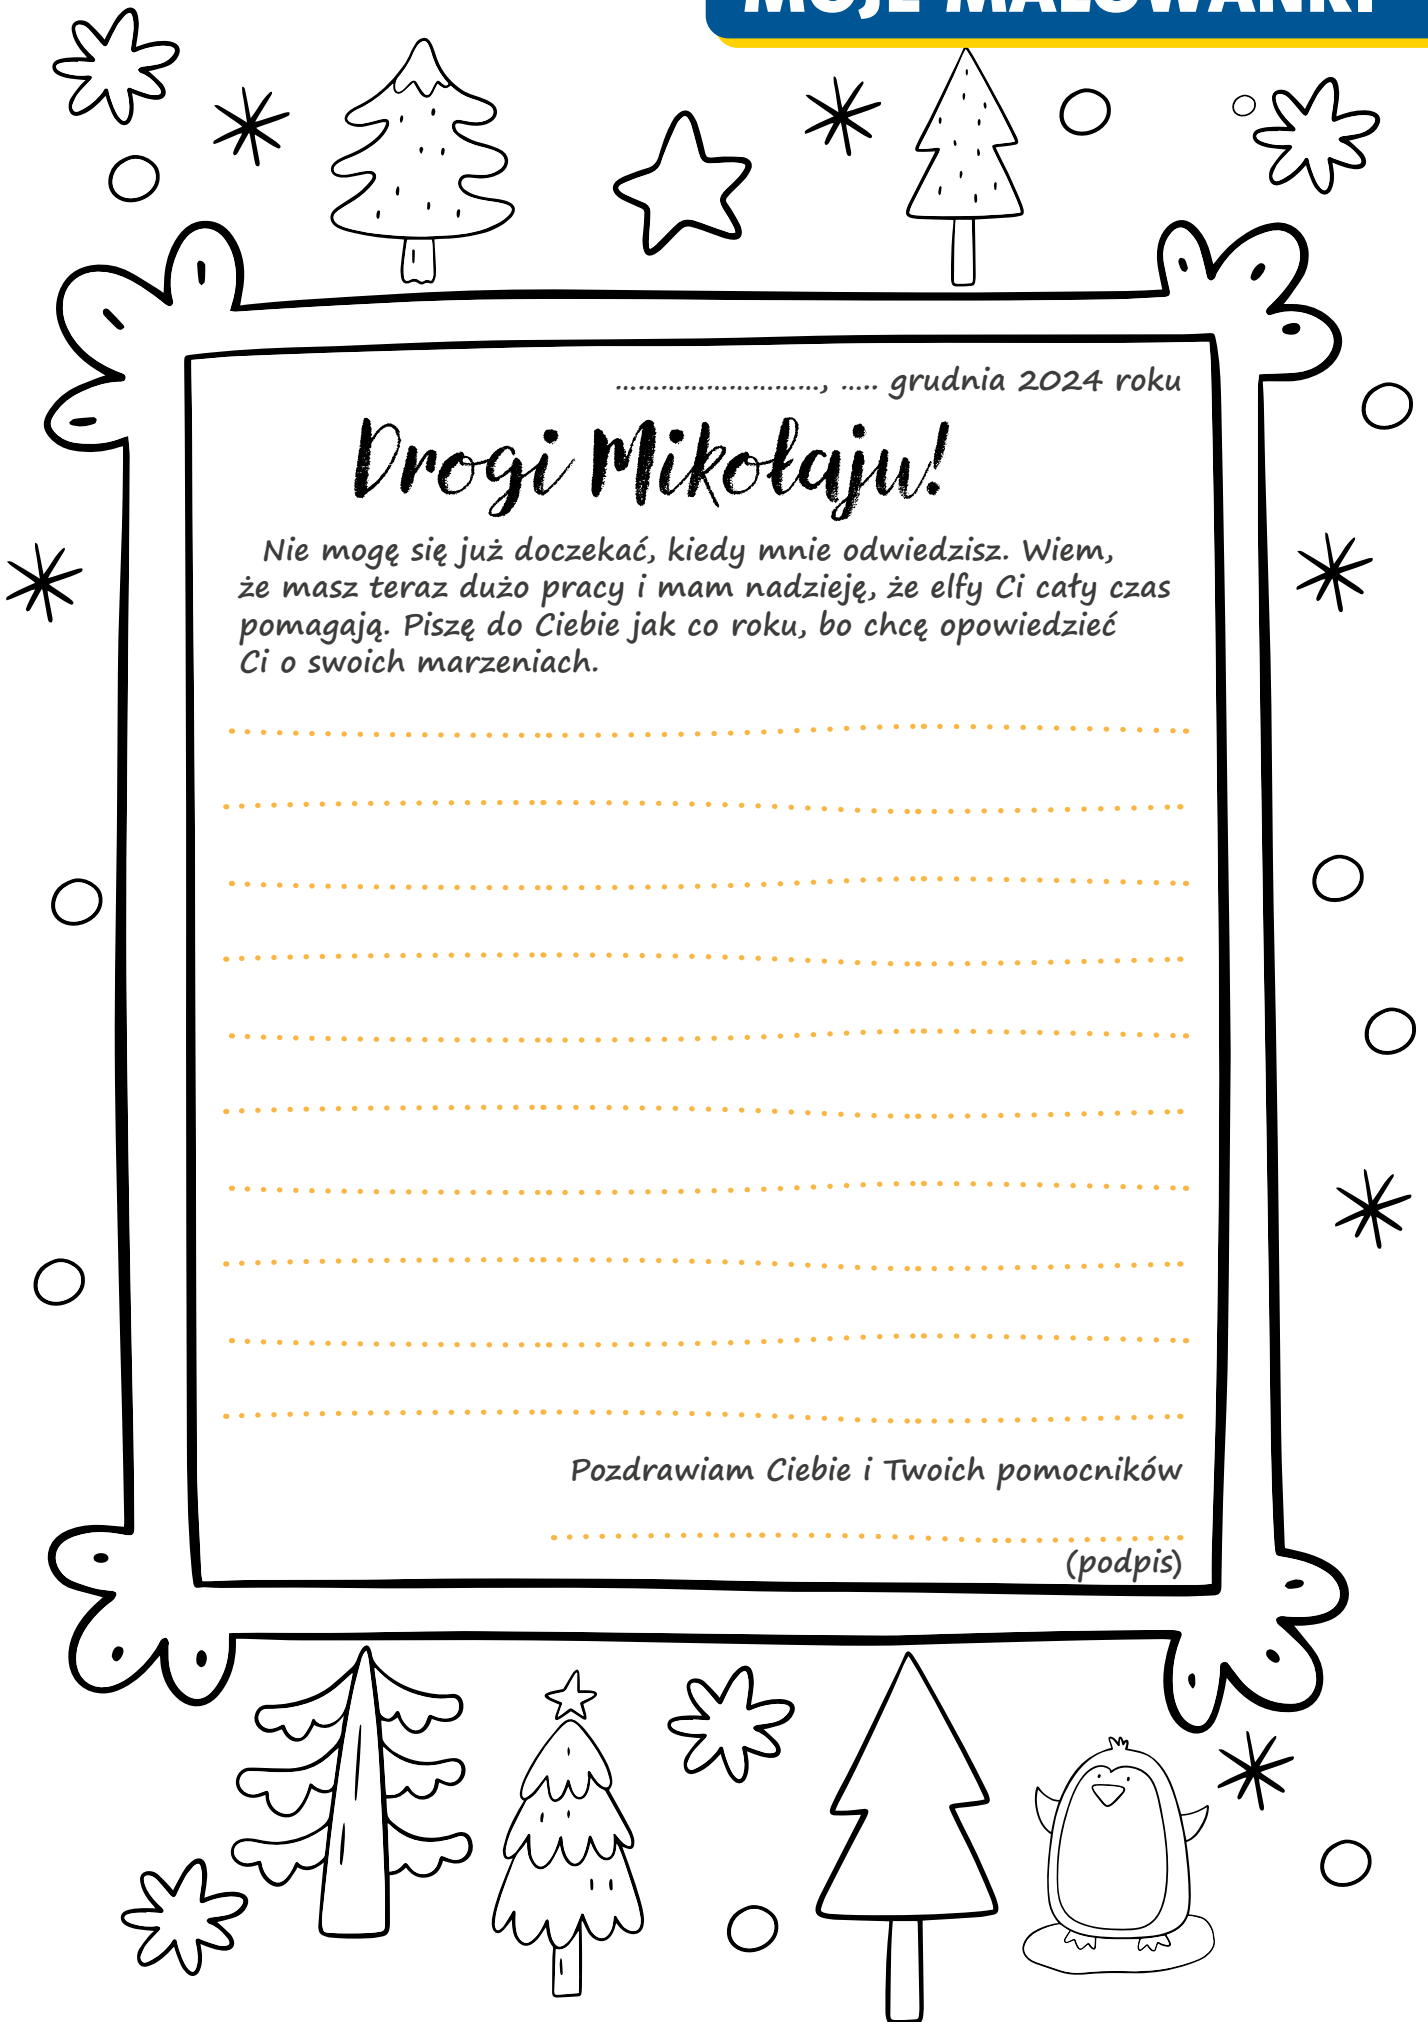 MOJE MALOWANKI
..........................., ..... grudnia 2024 roku
Drogi Mikołaju!
Nie mogę się już doczekać, kiedy mnie odwiedzisz. Wiem,
że masz teraz dużo pracy i mam nadzieję, że elfy Ci cały czas
pomagają. Piszę do Ciebie jak co roku, bo chcę opowiedzieć
Ci o swoich marzeniach.
Pozdrawiam Ciebie i Twoich pomocników
(podpis)